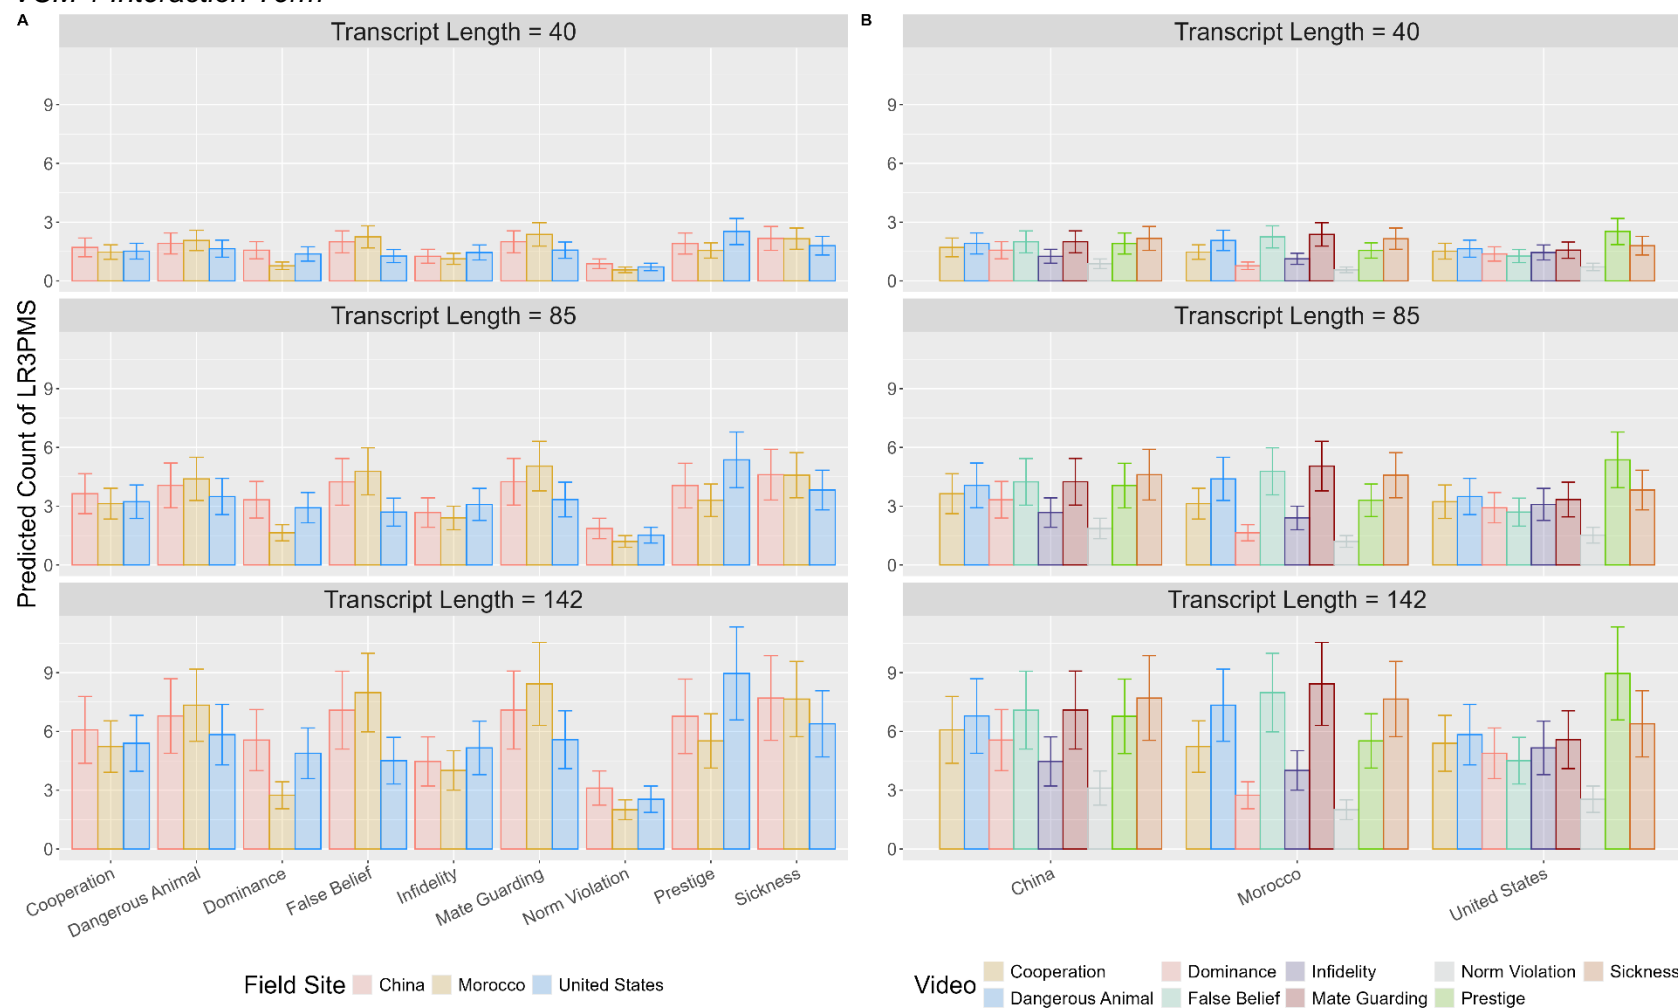 VSM + Interaction Term
A
B
Transcript Length = 40
Transcript Length = 40
9
6
3
0
9
6
3
0
Transcript Length = 85
Transcript Length = 85
Predicted Count of LR3PMS
9
6
3
0
9
6
3
0
Transcript Length = 142
Transcript Length = 142
9
6
3
0
9
6
3
0
Cooperation
Dangerous Animal
Dominance
False Belief
Infidelity
Mate Guarding
Norm Violation
Prestige
Sickness
China
Morocco
United States
Field Site China Morocco United States
Video
Cooperation Dominance Infidelity Norm Violation Sickness
Dangerous Animal False Belief Mate Guarding Prestige